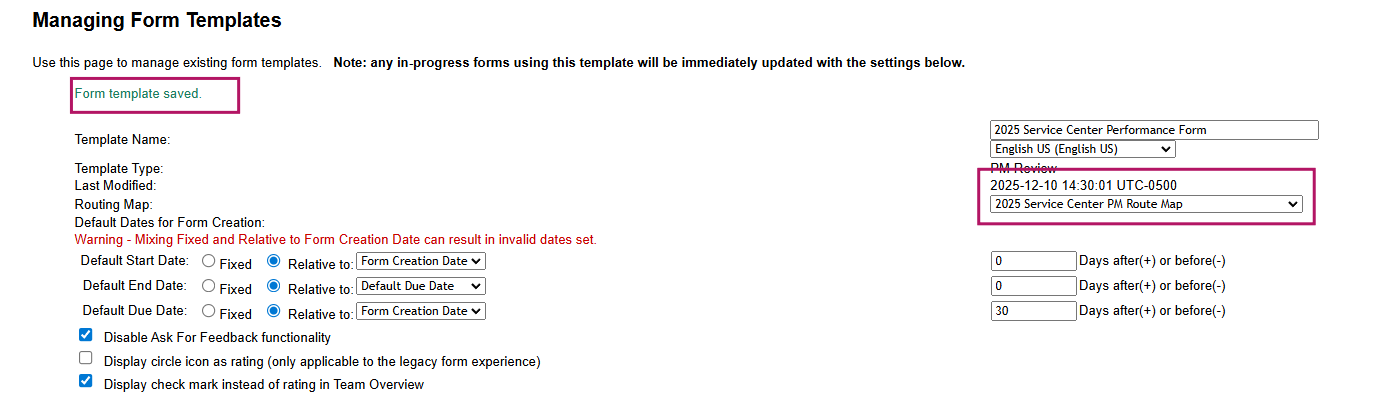 Managing Form Templates
Use this page to manage existing form templates. Note: any in-progress forms using this template will be immediately updated with the settings below.
Form template saved.
Template Name: 2025 Service Center Performance Form
English US (English US)
Template Type: PM Review
Last Modified: 2025-12-10 14:30:01 UTC-0500
Routing Map: 2025 Service Center PM Route Map
Default Dates for Form Creation:
Warning - Mixing Fixed and Relative to Form Creation Date can result in invalid dates set.
Default Start Date: Fixed Relative to: Form Creation Date 0 Days after(+) or before(-)
Default End Date: Fixed Relative to: Default Due Date 0 Days after(+) or before(-)
Default Due Date: Fixed Relative to: Form Creation Date 30 Days after(+) or before(-)
Disable Ask For Feedback functionality
Display circle icon as rating (only applicable to the legacy form experience)
Display check mark instead of rating in Team Overview